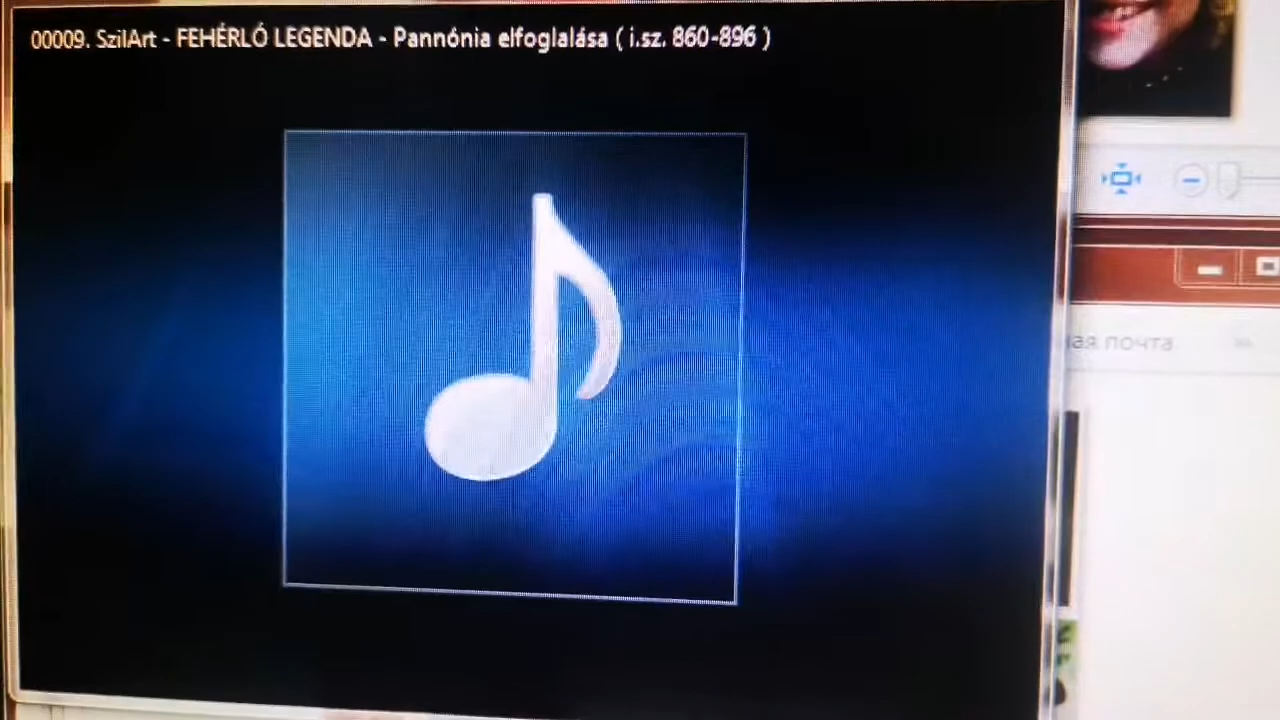 00009. SzilArt - FEHÉRLÓ LEGENDA - Pannónia elfoglalása ( i.sz. 860-896 )
ая почта